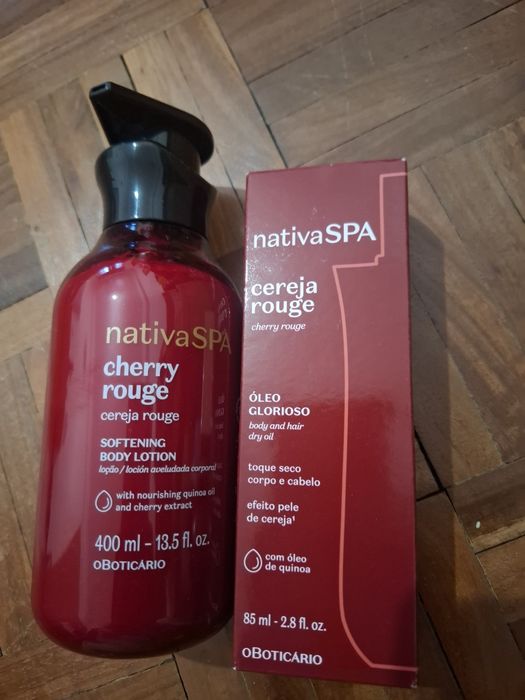 nativaSPA
cherry
rouge
cereja rouge
SOFTENING
BODY LOTION
loção / loción aveludada corporal
with nourishing quinoa oil
and cherry extract
400 ml – 13.5 fl. oz.
oBOTICÁRIO
nativaSPA
cereja
rouge
cherry rouge
ÓLEO
GLORIOSO
body and hair
dry oil
toque seco
corpo e cabelo
efeito pele
de cereja¹
com óleo
de quinoa
85 ml – 2.8 fl. oz.
oBOTICÁRIO